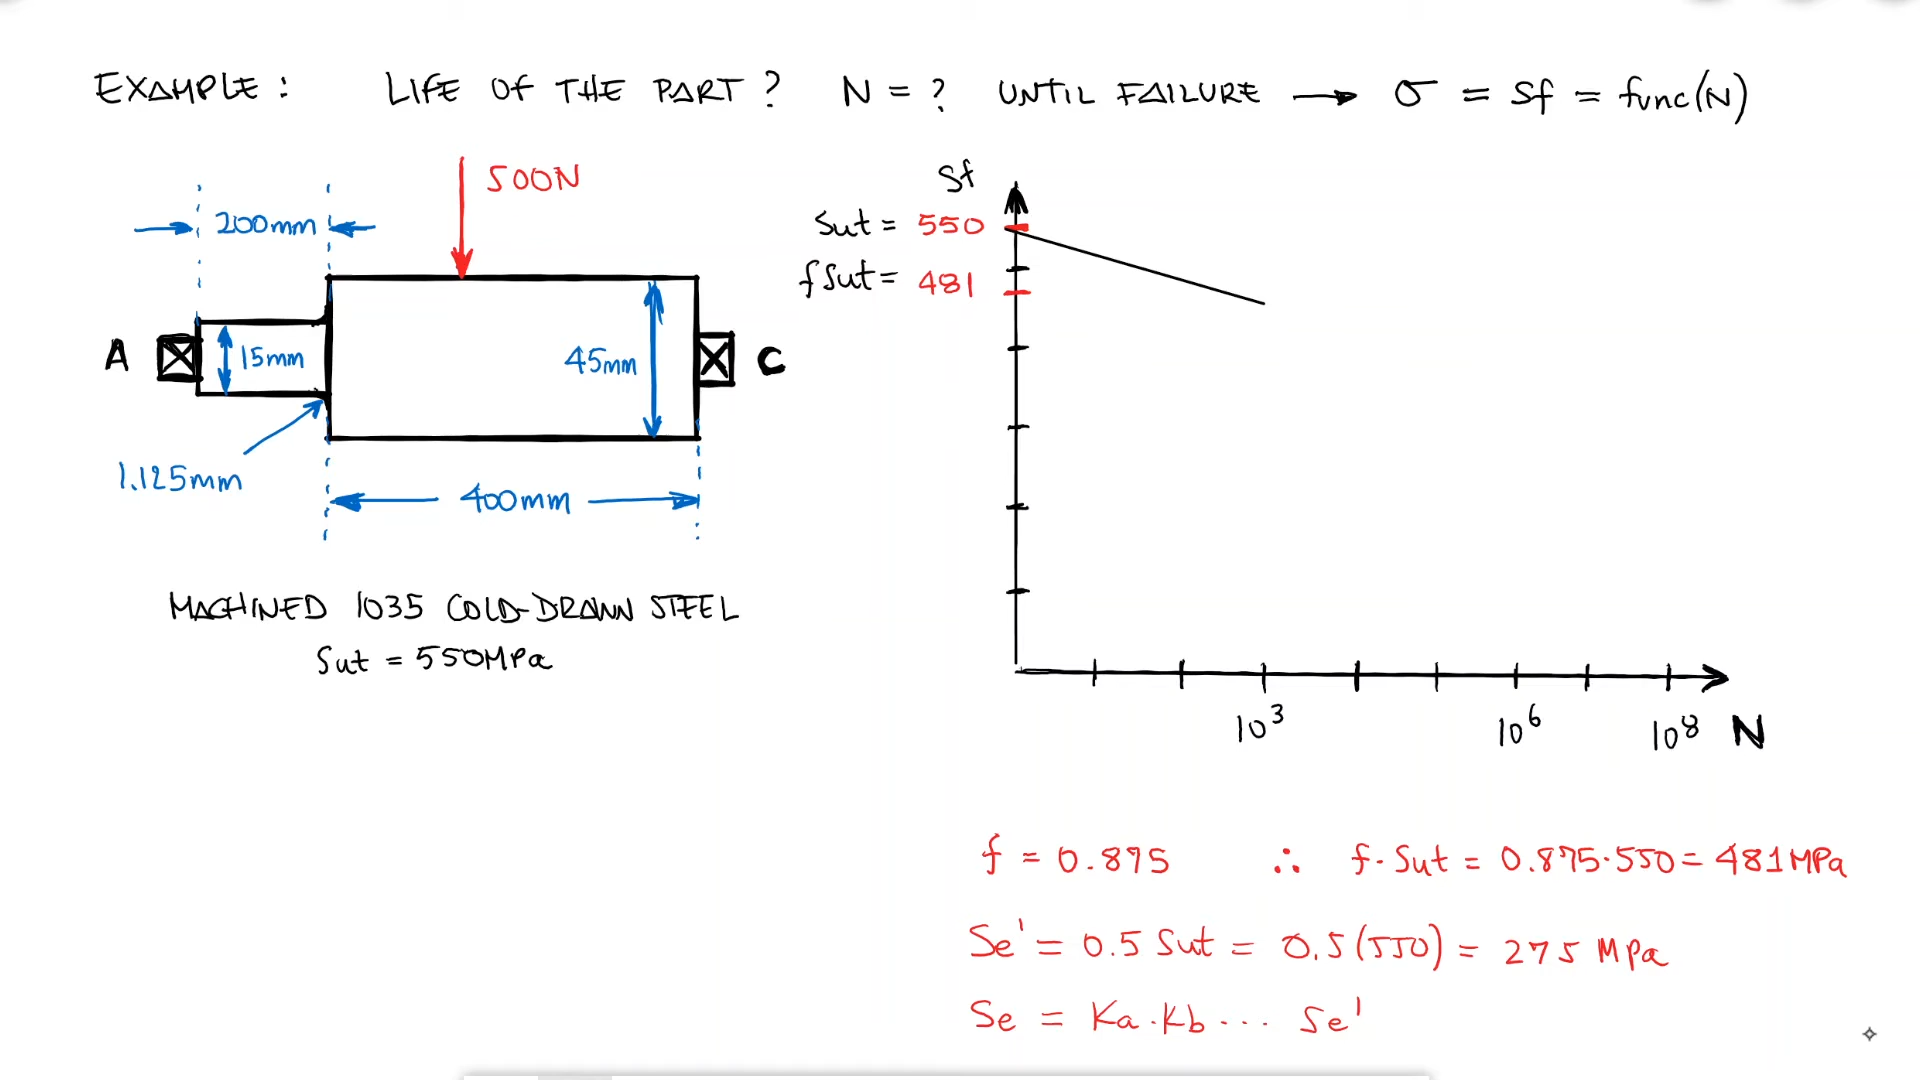 EXAMPLE: LIFE OF THE PART? N = ? UNTIL FAILURE → σ = Sf = func(N)
500N
200mm
A
15mm
45mm
C
1.125mm
400mm
MACHINED 1035 COLD-DRAWN STEEL
Sut = 550MPa
Sf
Sut = 550
fSut = 481
10³ 10⁶ 10⁸ N
f = 0.875 ∴ f·Sut = 0.875·550 = 481MPa
Se' = 0.5 Sut = 0.5(550) = 275 MPa
Se = Ka·Kb··· Se'